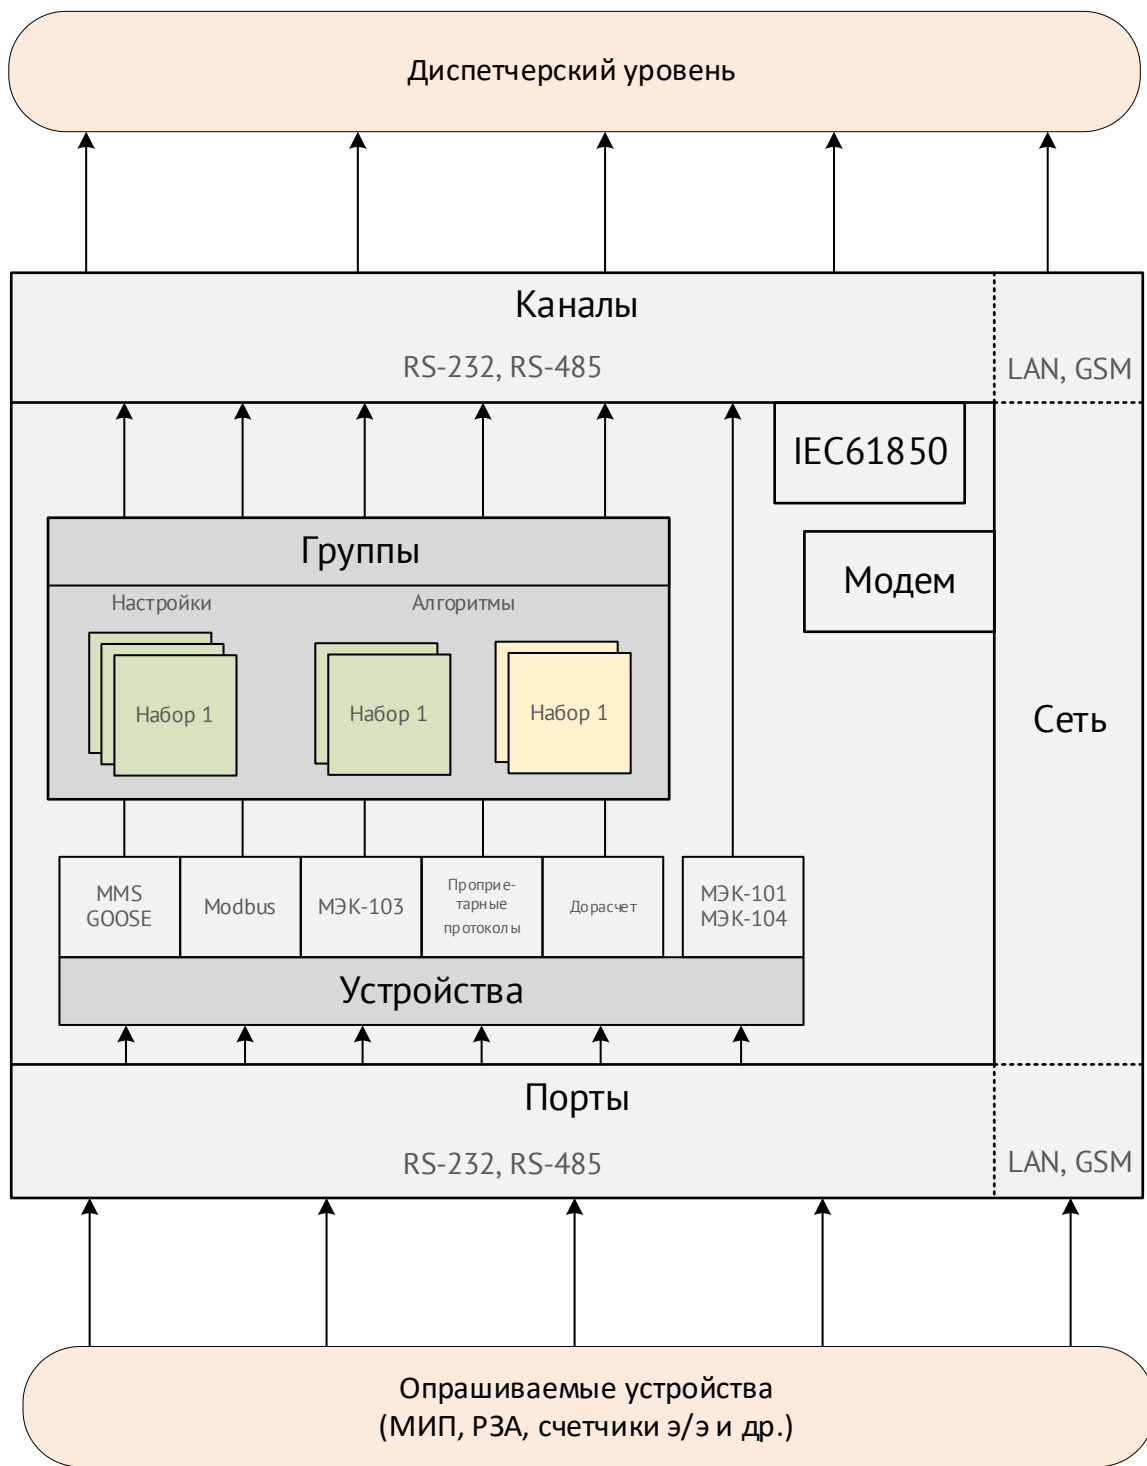 Диспетчерский уровень
Каналы
RS-232, RS-485
LAN, GSM
IEC61850
Группы
Модем
Настройки
Алгоритмы
Набор 1
Набор 1
Набор 1
Сеть
MMS
GOOSE
Modbus
МЭК-103
Проприе-
тарные
протоколы
Дорасчет
МЭК-101
МЭК-104
Устройства
Порты
RS-232, RS-485
LAN, GSM
Опрашиваемые устройства
(МИП, РЗА, счетчики э/э и др.)